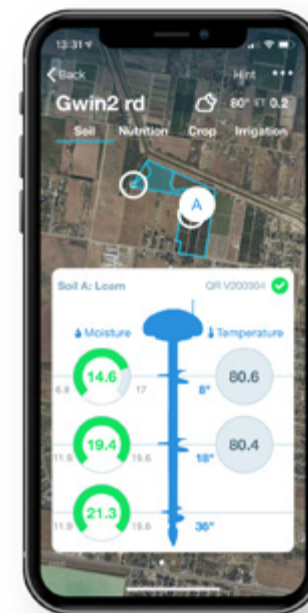 13:31
Back Hint
Gwin2 rd 80° ET 0.2
Soil Nutrition Crop Irrigation
A
Soil A: Loam QR V200304
Moisture Temperature
14.6 80.6
6.8 17 8"
19.4 80.4
11.9 15.6 18"
21.3
11.9 15.6 36"